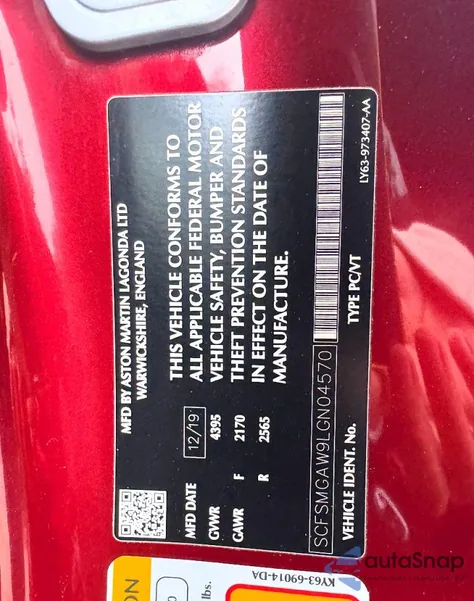 MFD BY ASTON MARTIN LAGONDA LTD
WARWICKSHIRE, ENGLAND
THIS VEHICLE CONFORMS TO
ALL APPLICABLE FEDERAL MOTOR
VEHICLE SAFETY, BUMPER AND
THEFT PREVENTION STANDARDS
IN EFFECT ON THE DATE OF
MANUFACTURE.
MFD DATE 12/19
GVWR 4395
GAWR F 2170
R 2565
SCFSMGAW9LGN04570
VEHICLE IDENT. No. TYPE PC/VT
LY63-973407-AA
KY63-69014-DA
lbs.
ON
autoSnap